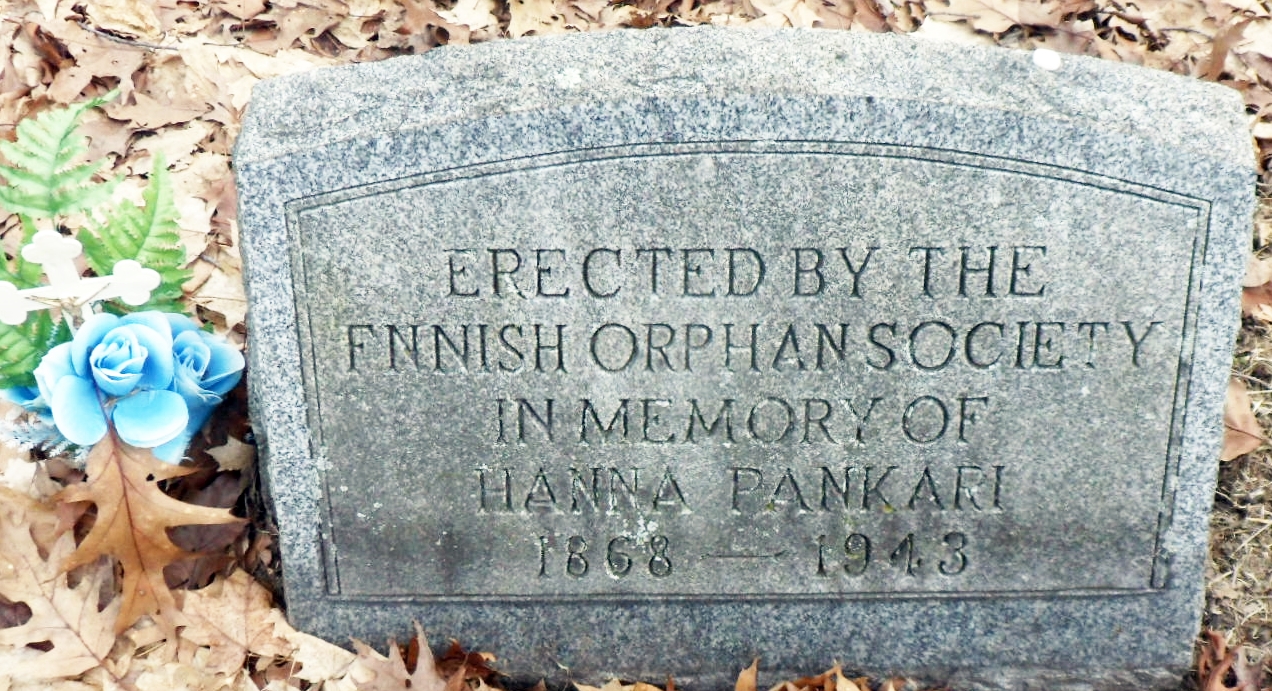 ERECTED BY THE
FNNISH ORPHAN SOCIETY
IN MEMORY OF
HANNA PANKARI
1868 — 1943